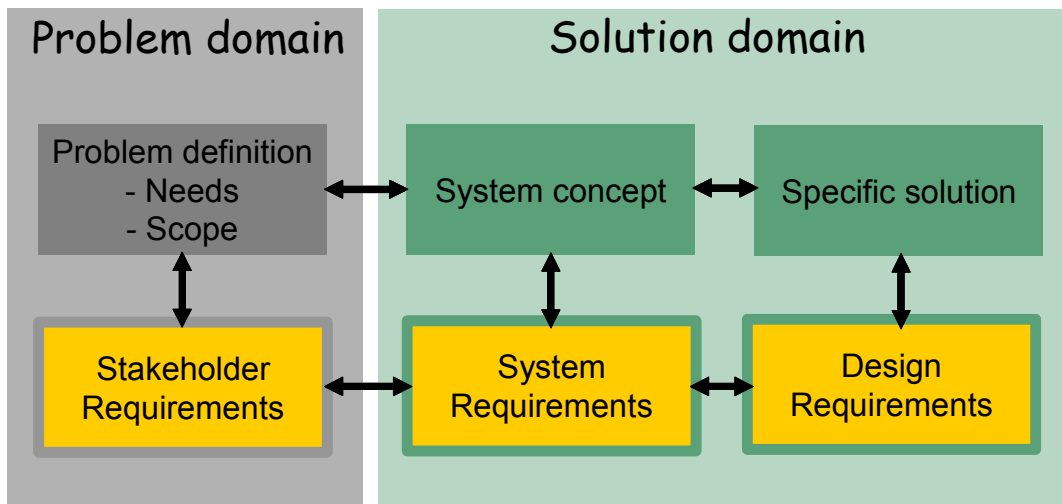 Problem domain
Solution domain
Problem definition
- Needs
- Scope
System concept
Specific solution
Stakeholder
Requirements
System
Requirements
Design
Requirements